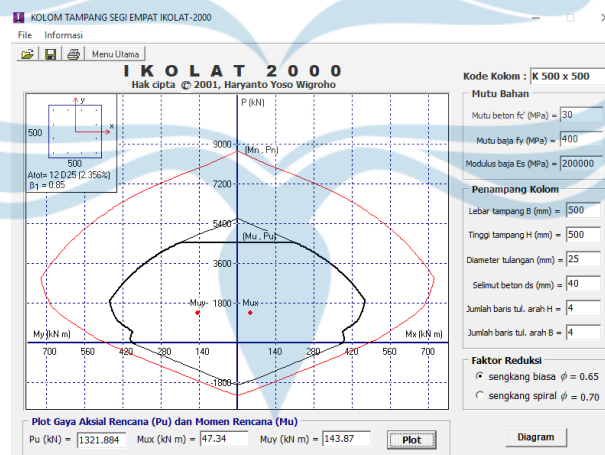 KOLOM TAMPANG SEGI EMPAT IKOLAT-2000
File Informasi
Menu Utama
I K O L A T 2 0 0 0
Hak cipta © 2001, Haryanto Yoso Wigroho
Kode Kolom : K 500 x 500
Mutu Bahan
Mutu beton fc' (MPa) = 30
Mutu baja fy (MPa) = 400
Modulus baja Es (MPa) = 200000
Penampang Kolom
Lebar tampang B (mm) = 500
Tinggi tampang H (mm) = 500
Diameter tulangan (mm) = 25
Selimut beton ds (mm) = 40
Jumlah baris tul. arah H = 4
Jumlah baris tul. arah B = 4
Faktor Reduksi
sengkang biasa ϕ = 0.65
sengkang spiral ϕ = 0.70
Diagram
y
x
500
500
Atot= 12 D25 (2.356%)
β1 = 0.85
P (kN)
9000
(Mn , Pn)
7200
5400
(Mu , Pu)
3600
Muy 1800 Mux
My (kN m) Mx (kN m)
700 560 420 280 140 140 280 420 560 700
-1800
Plot Gaya Aksial Rencana (Pu) dan Momen Rencana (Mu)
Pu (kN) = 1321.884 Mux (kN m) = 47.34 Muy (kN m) = 143.87 Plot